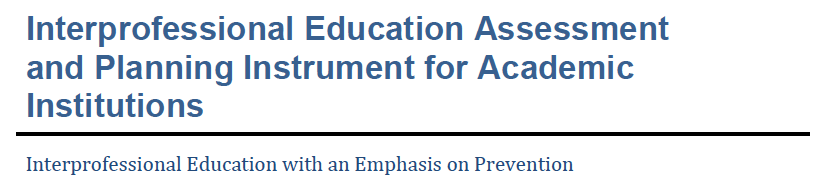 Interprofessional Education Assessment
and Planning Instrument for Academic
Institutions
Interprofessional Education with an Emphasis on Prevention